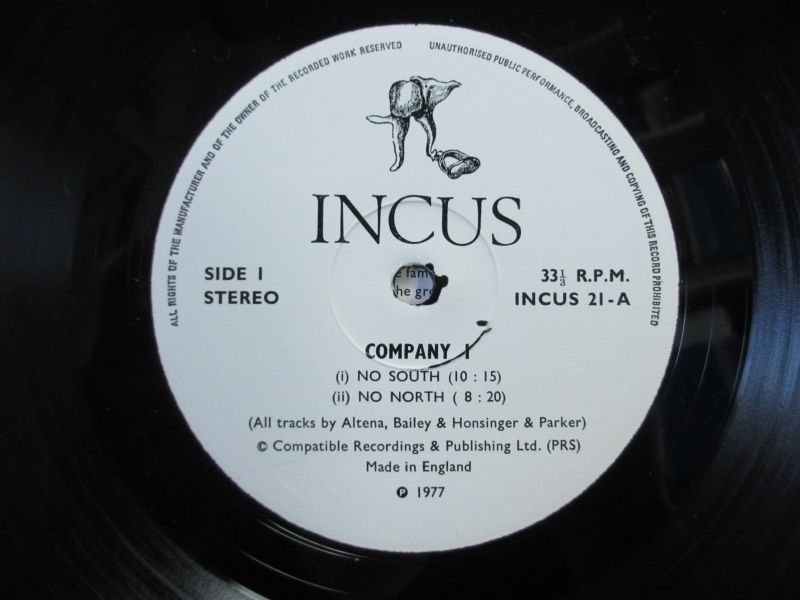 ALL RIGHTS OF THE MANUFACTURER AND OF THE OWNER OF THE RECORDED WORK RESERVED
UNAUTHORISED PUBLIC PERFORMANCE, BROADCASTING AND COPYING OF THIS RECORD PROHIBITED
INCUS
SIDE I
STEREO
33⅓ R.P.M.
INCUS 21-A
COMPANY I
(i) NO SOUTH (10 : 15)
(ii) NO NORTH ( 8 : 20)
(All tracks by Altena, Bailey & Honsinger & Parker)
© Compatible Recordings & Publishing Ltd. (PRS)
Made in England
℗ 1977